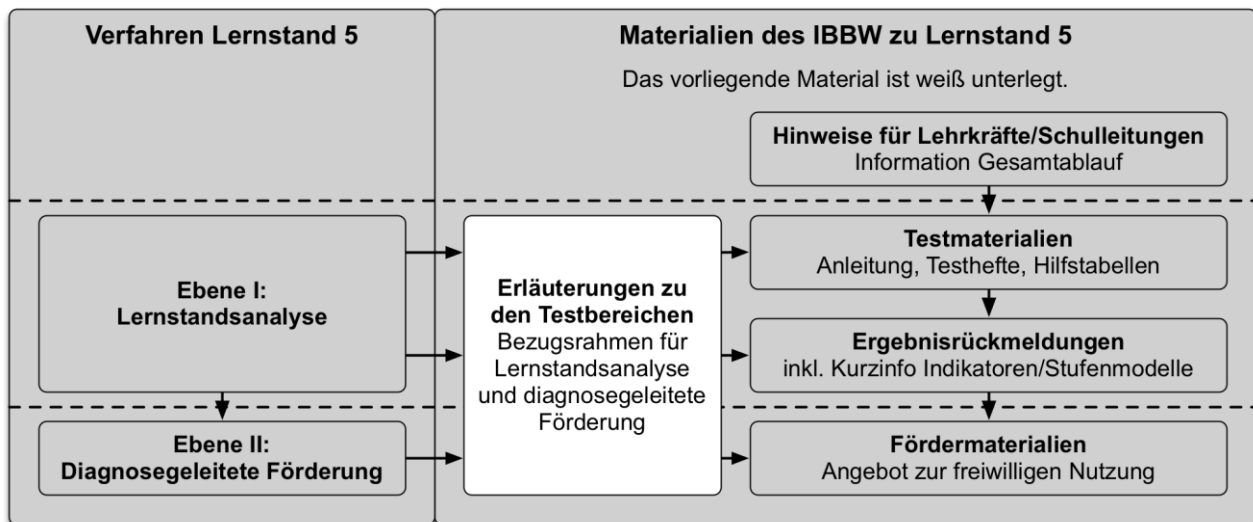 Verfahren Lernstand 5
Materialien des IBBW zu Lernstand 5
Das vorliegende Material ist weiß unterlegt.
Hinweise für Lehrkräfte/Schulleitungen
Information Gesamtablauf
Ebene I:
Lernstandsanalyse
Erläuterungen zu
den Testbereichen
Bezugsrahmen für
Lernstandsanalyse
und diagnosegeleitete
Förderung
Testmaterialien
Anleitung, Testhefte, Hilfstabellen
Ergebnisrückmeldungen
inkl. Kurzinfo Indikatoren/Stufenmodelle
Ebene II:
Diagnosegeleitete Förderung
Fördermaterialien
Angebot zur freiwilligen Nutzung